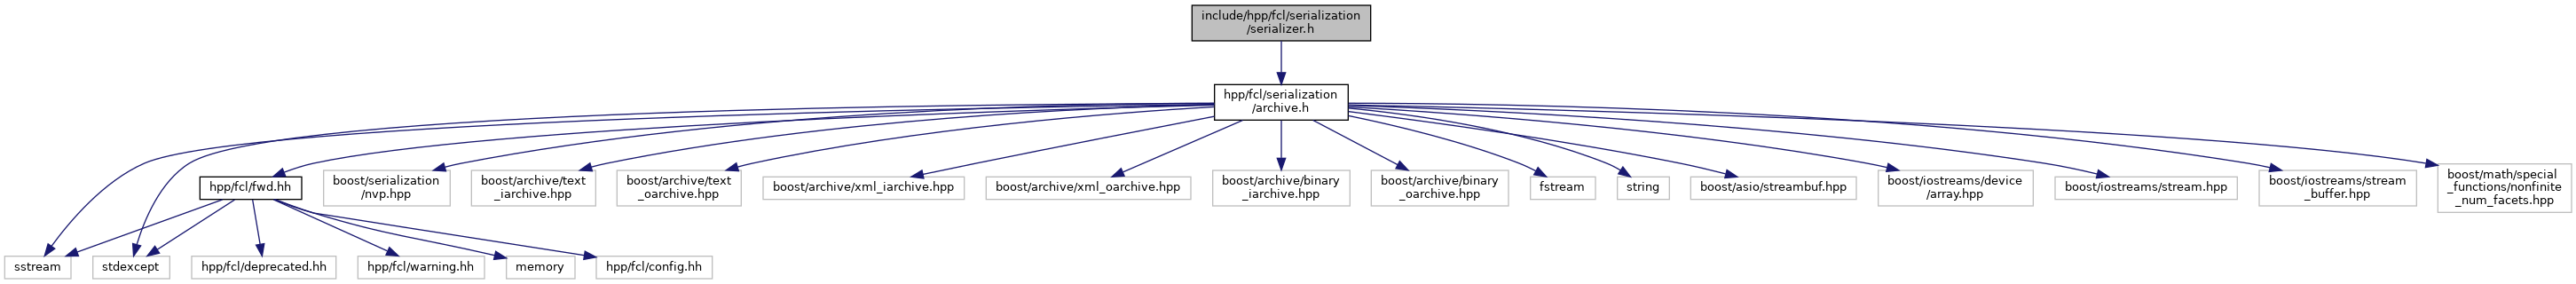 include/hpp/fcl/serialization
/serializer.h
hpp/fcl/serialization
/archive.h
hpp/fcl/fwd.hh
boost/serialization
/nvp.hpp
boost/archive/text
_iarchive.hpp
boost/archive/text
_oarchive.hpp
boost/archive/xml_iarchive.hpp
boost/archive/xml_oarchive.hpp
boost/archive/binary
_iarchive.hpp
boost/archive/binary
_oarchive.hpp
fstream
string
boost/asio/streambuf.hpp
boost/iostreams/device
/array.hpp
boost/iostreams/stream.hpp
boost/iostreams/stream
_buffer.hpp
boost/math/special
_functions/nonfinite
_num_facets.hpp
sstream
stdexcept
hpp/fcl/deprecated.hh
hpp/fcl/warning.hh
memory
hpp/fcl/config.hh